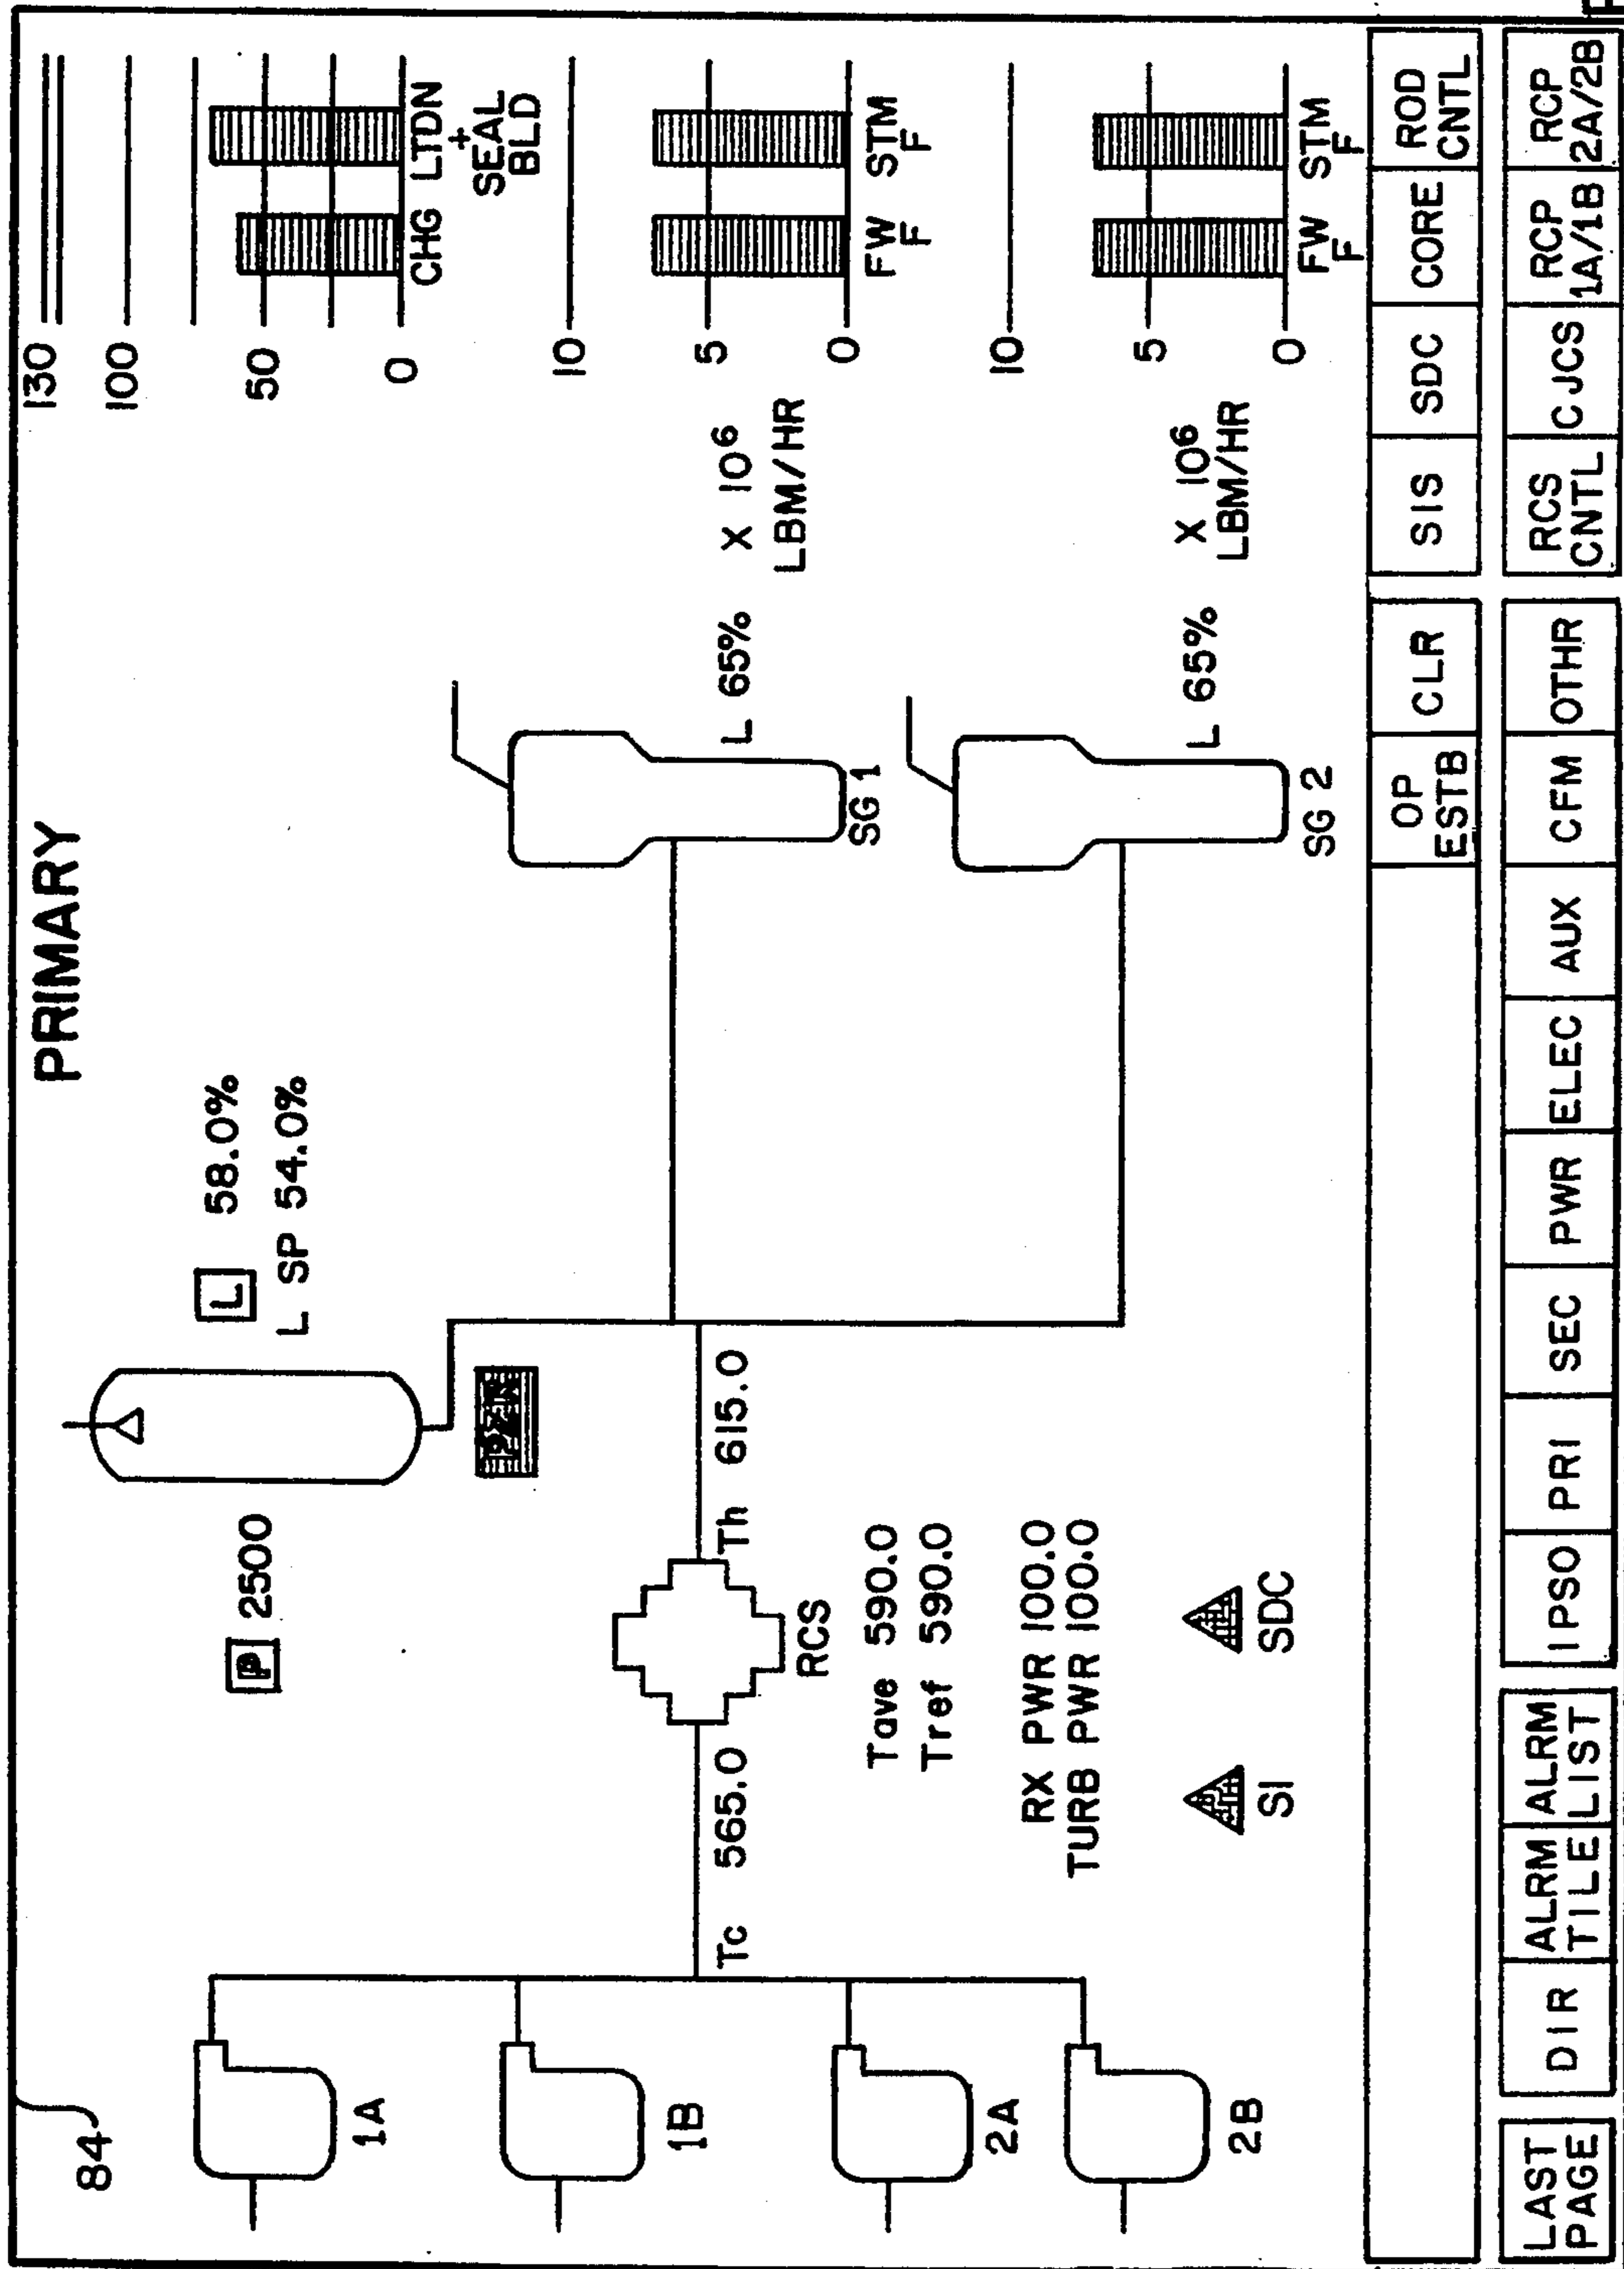 84
PRIMARY
130
100
50
0
CHG
LTDN
+
SEAL
BLD
P 2500
L 58.0%
L SP 54.0%
1A
1B
2A
2B
Tc 565.0
Th 615.0
RCS
Tave 590.0
Tref 590.0
RX PWR 100.0
TURB PWR 100.0
SI
SDC
SG 1
L 65%
X 10⁶
LBM/HR
10
5
0
FW
F
STM
F
SG 2
L 65%
X 10⁶
LBM/HR
10
5
0
FW
F
STM
F
OP
ESTB
CLR
SIS
SDC
CORE
ROD
CNTL
LAST
PAGE
DIR
ALRM
TILE
ALRM
LIST
IPSO
PRI
SEC
PWR
ELEC
AUX
CFM
OTHR
RCS
CNTL
CJCS
RCP
1A/1B
RCP
2A/2B